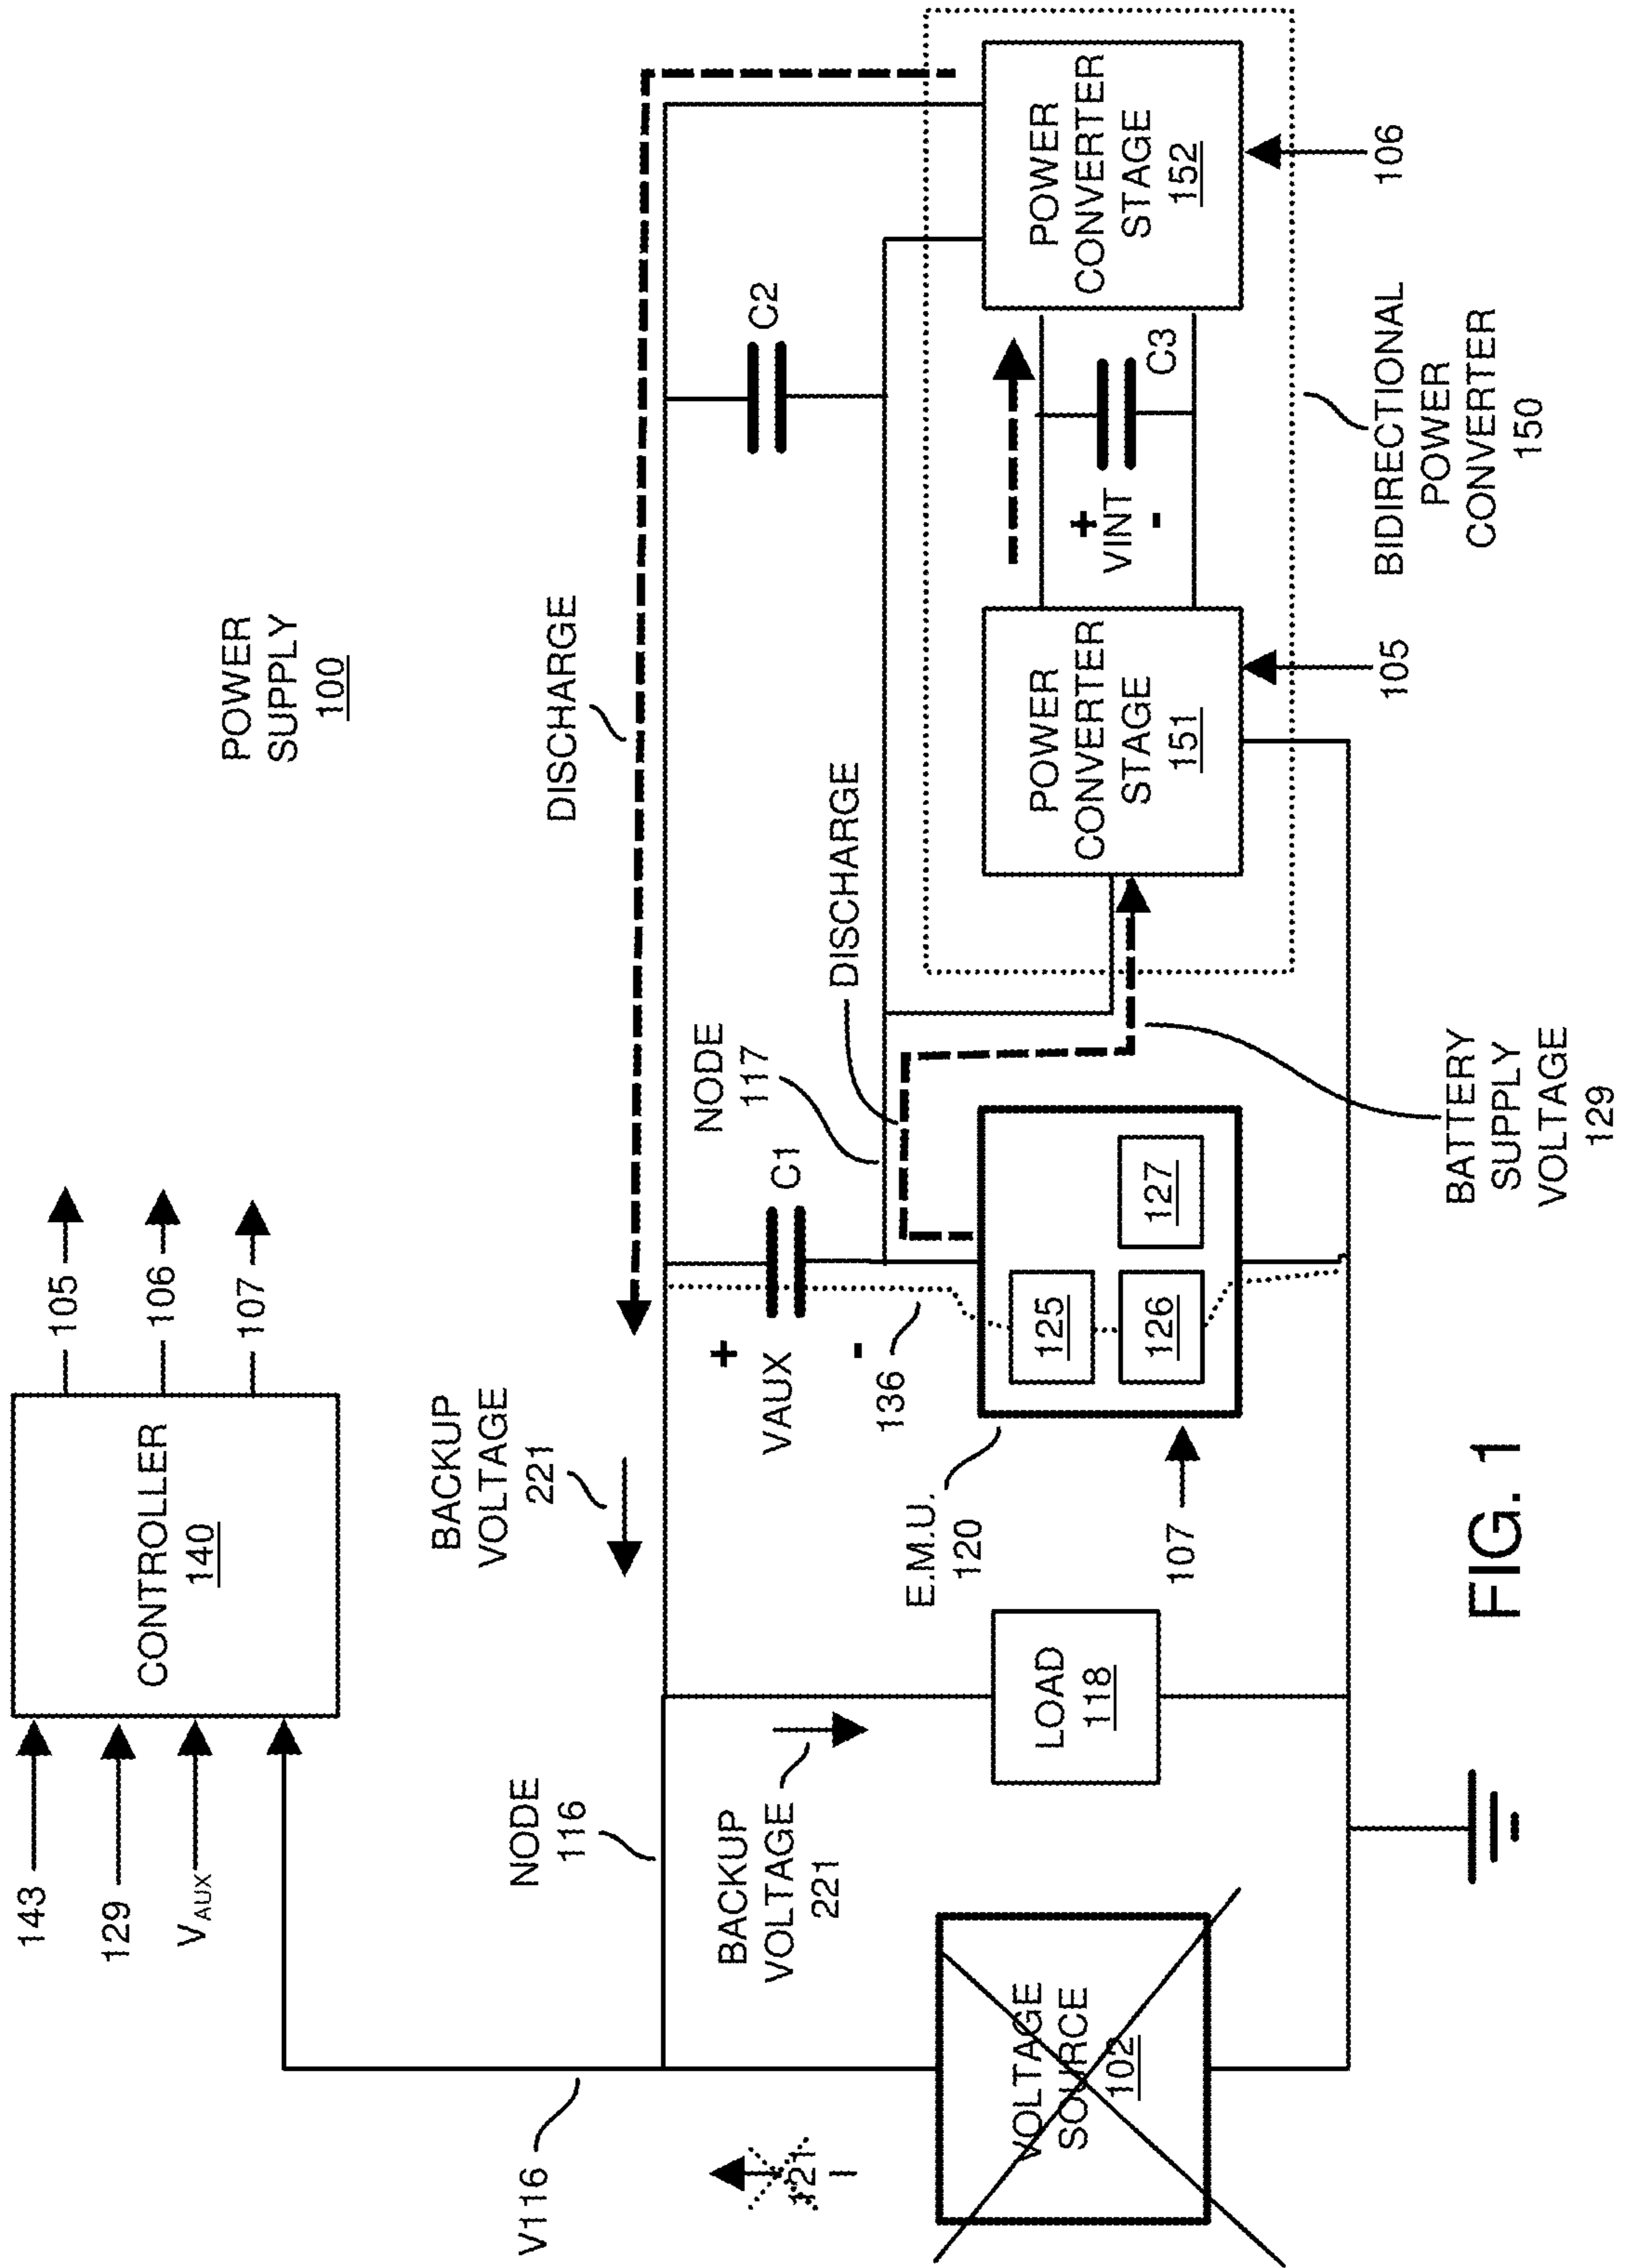 POWER
SUPPLY
100
143
129
VAUX
CONTROLLER
140
105
106
107
V116
NODE
116
BACKUP
VOLTAGE
221
DISCHARGE
121
BACKUP
VOLTAGE
221
+
VAUX
-
C1
NODE
117
DISCHARGE
C2
136
VOLTAGE
SOURCE
102
LOAD
118
E.M.U.
120
107
125
126
127
POWER
CONVERTER
STAGE
151
+
VINT
-
C3
POWER
CONVERTER
STAGE
152
105
106
BATTERY
SUPPLY
VOLTAGE
129
BIDIRECTIONAL
POWER
CONVERTER
150
FIG. 1